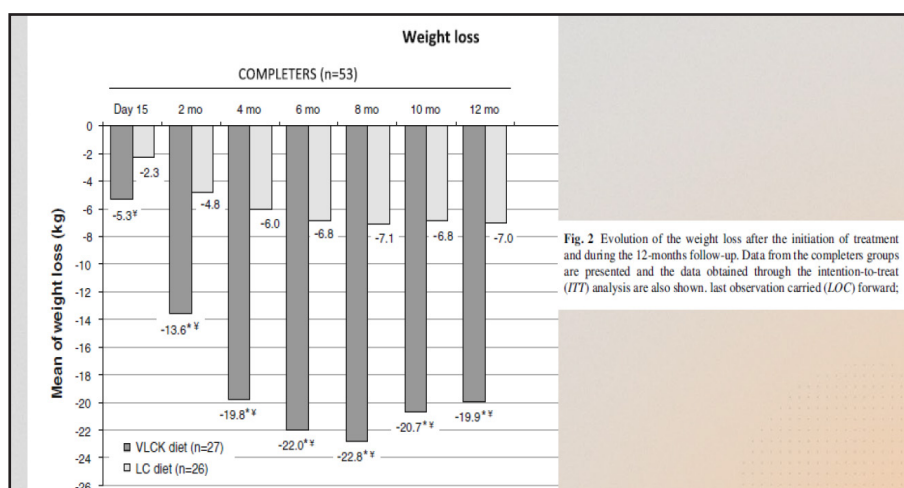 Weight loss
COMPLETERS (n=53)
Day 15 2 mo 4 mo 6 mo 8 mo 10 mo 12 mo
Mean of weight loss (kg)
0
-2
-4
-6
-8
-10
-12
-14
-16
-18
-20
-22
-24
-26
-5.3¥
-2.3
-13.6*¥
-4.8
-19.8*¥
-6.0
-22.0*¥
-6.8
-22.8*¥
-7.1
-20.7*¥
-6.8
-19.9*¥
-7.0
VLCK diet (n=27)
LC diet (n=26)
Fig. 2 Evolution of the weight loss after the initiation of treatment
and during the 12-months follow-up. Data from the completers groups
are presented and the data obtained through the intention-to-treat
(ITT) analysis are also shown. last observation carried (LOC) forward;